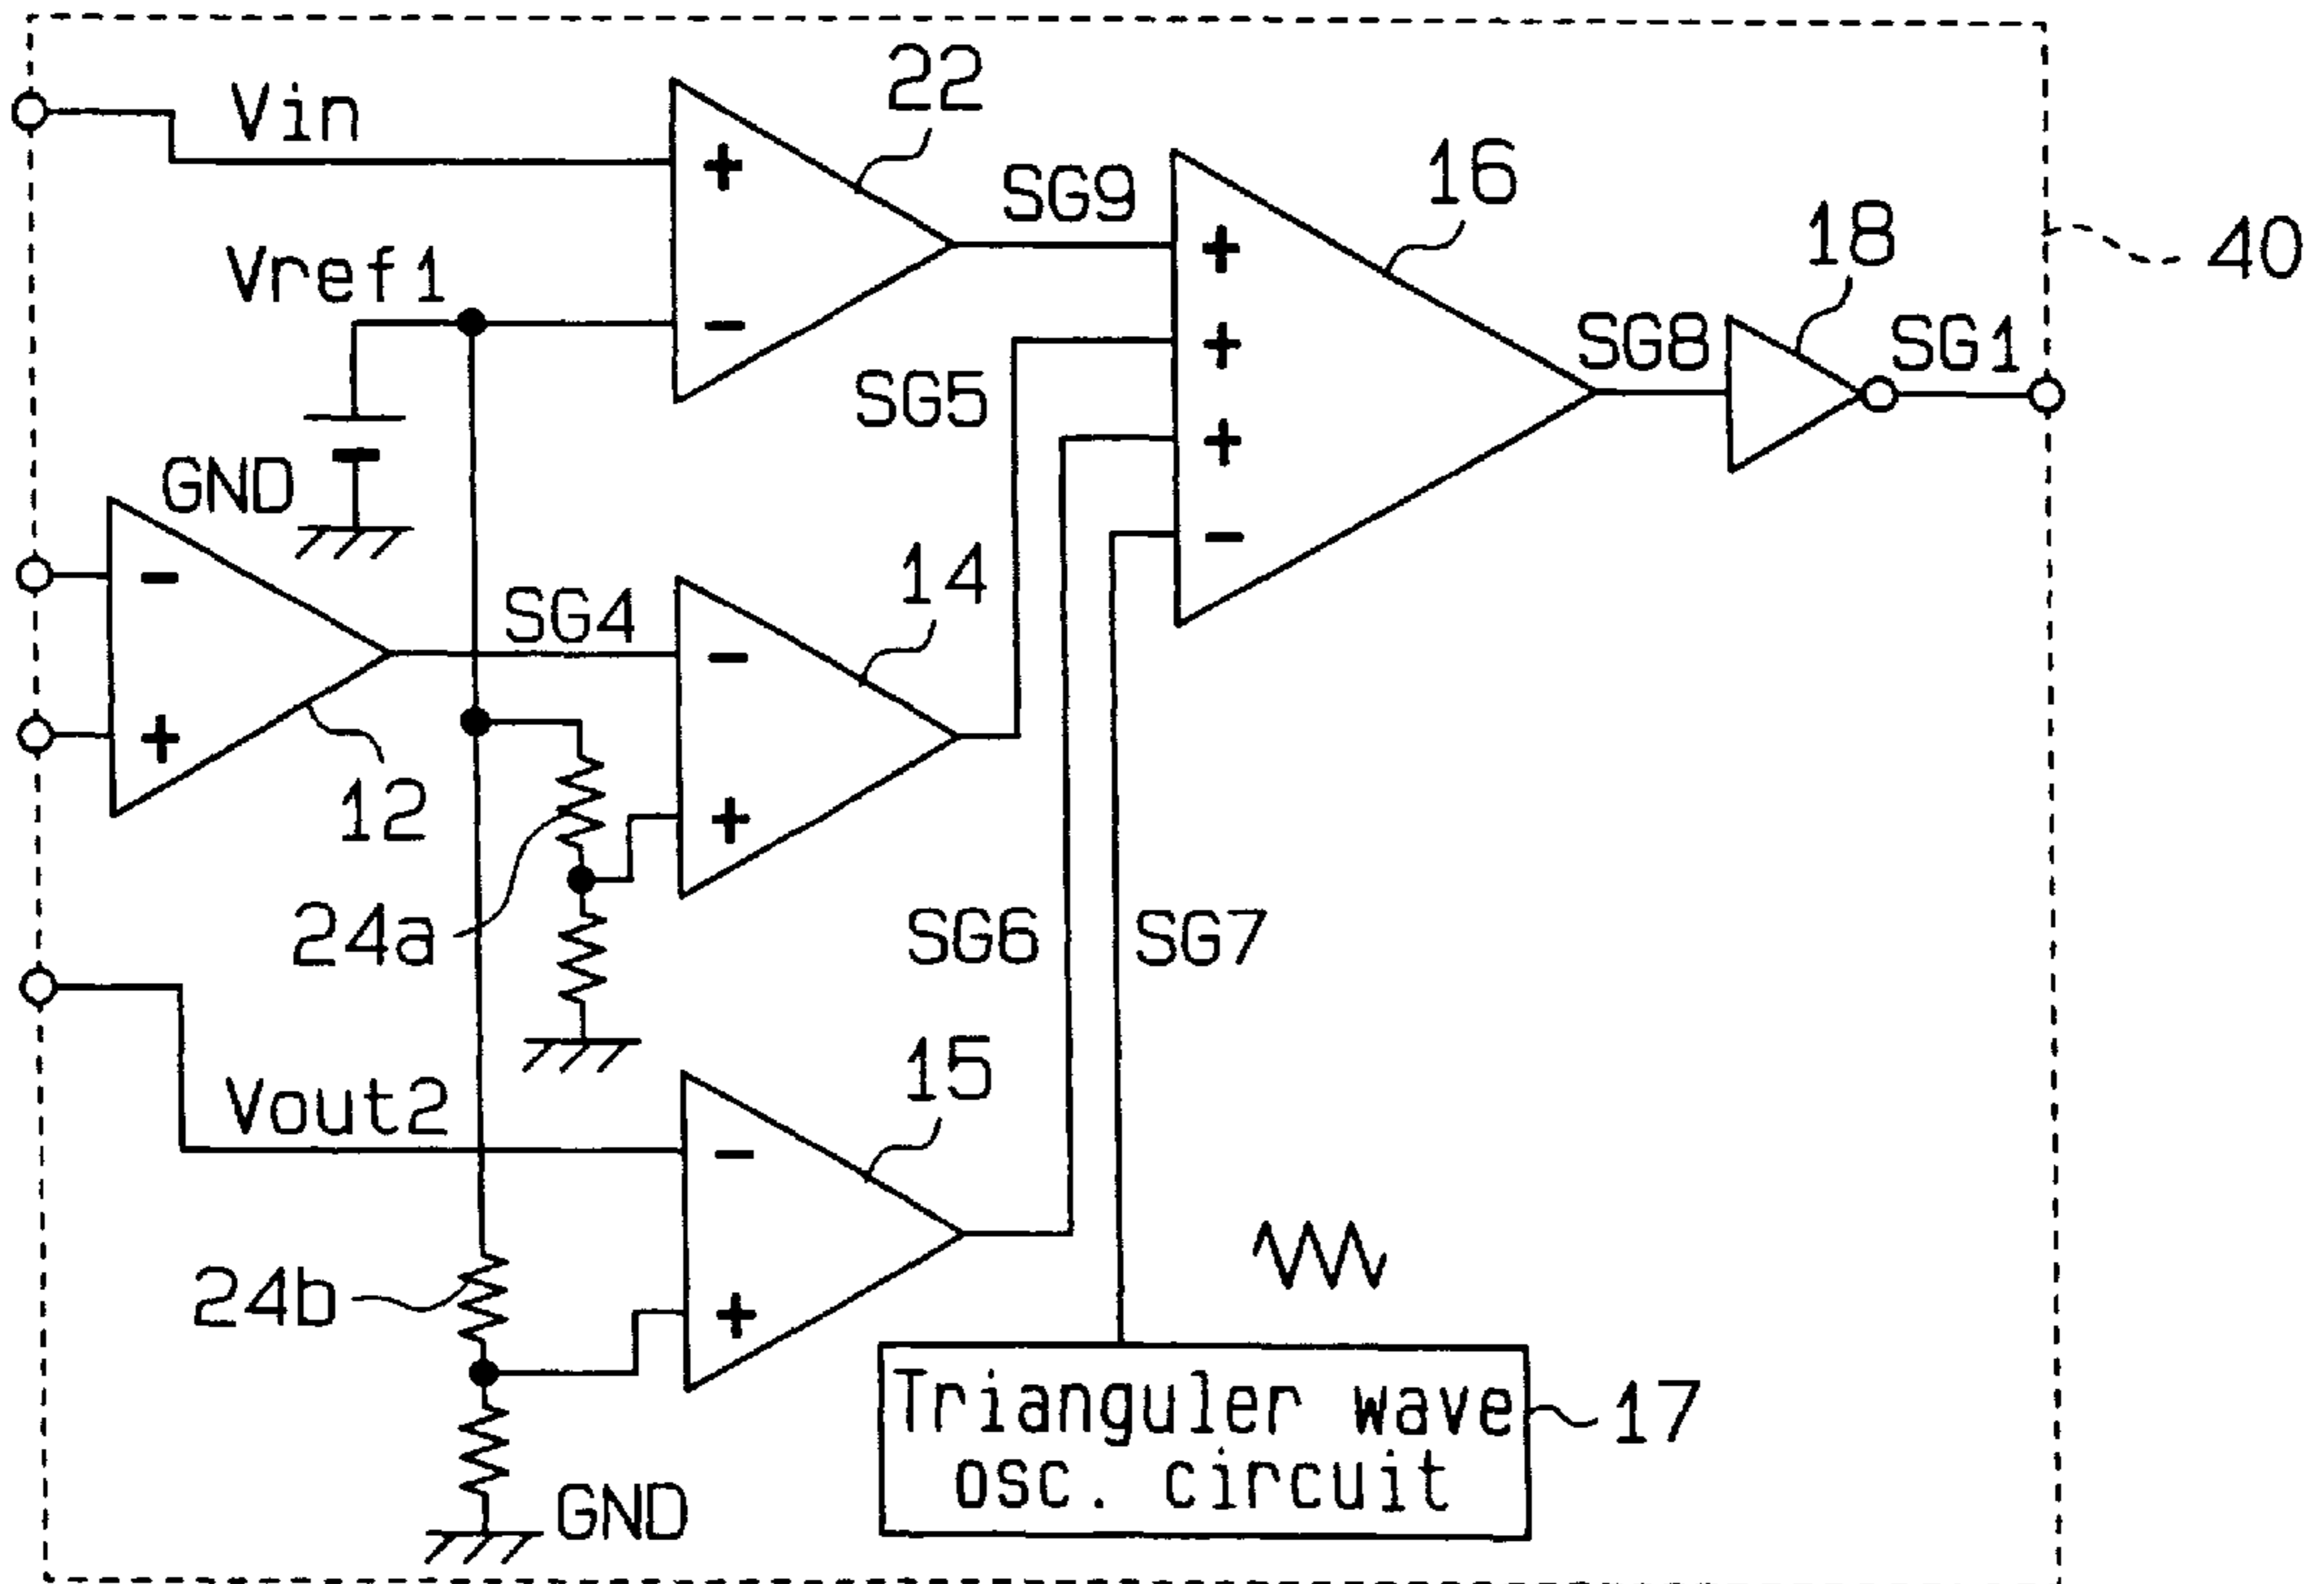 22
Vin
16
SG9
18
40
Vref1
SG8
SG1
SG5
GND
14
SG4
12
24a
SG6
SG7
15
Vout2
24b
Trianguler wave
osc. circuit
17
GND